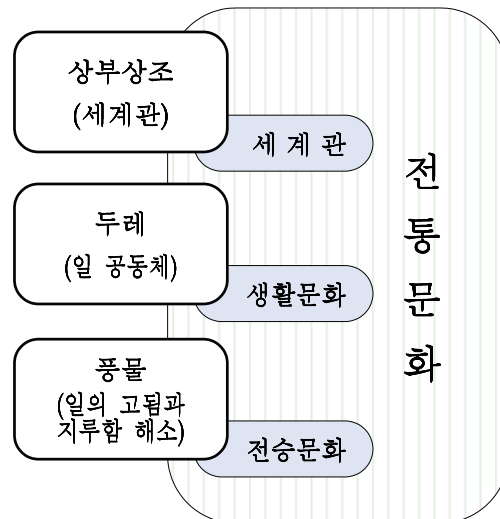 상부상조
(세계관)
세 계 관
두레
(일 공동체)
생활문화
풍물
(일의 고됨과
지루함 해소)
전승문화
전통문화